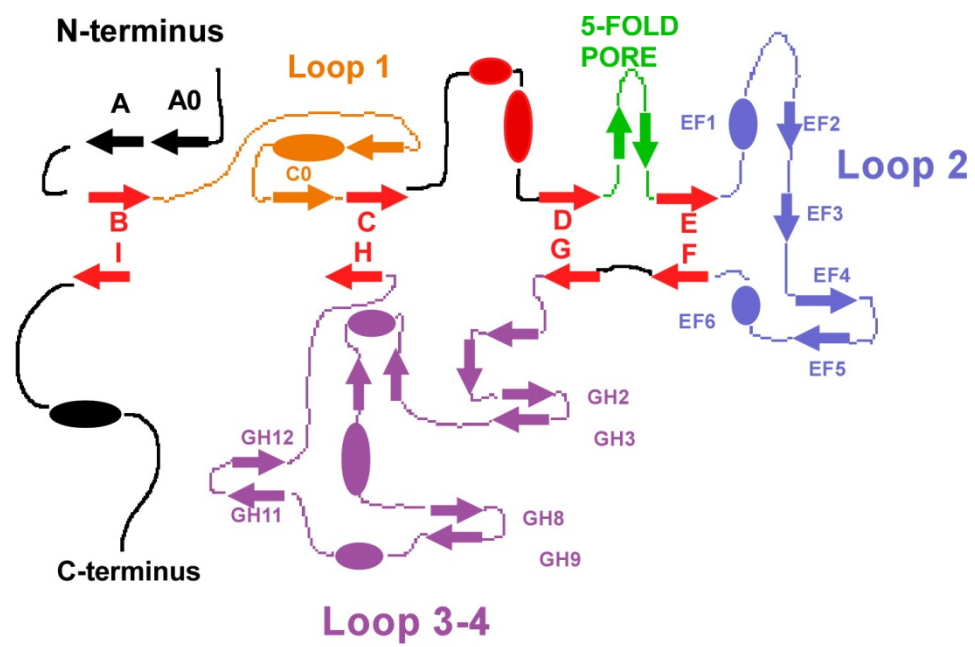 N-terminus
5-FOLD
PORE
Loop 1
A
A0
EF1
EF2
Loop 2
C0
B
C
D
E
EF3
I
H
G
F
EF4
EF6
EF5
GH2
GH3
GH12
GH11
GH8
GH9
C-terminus
Loop 3-4